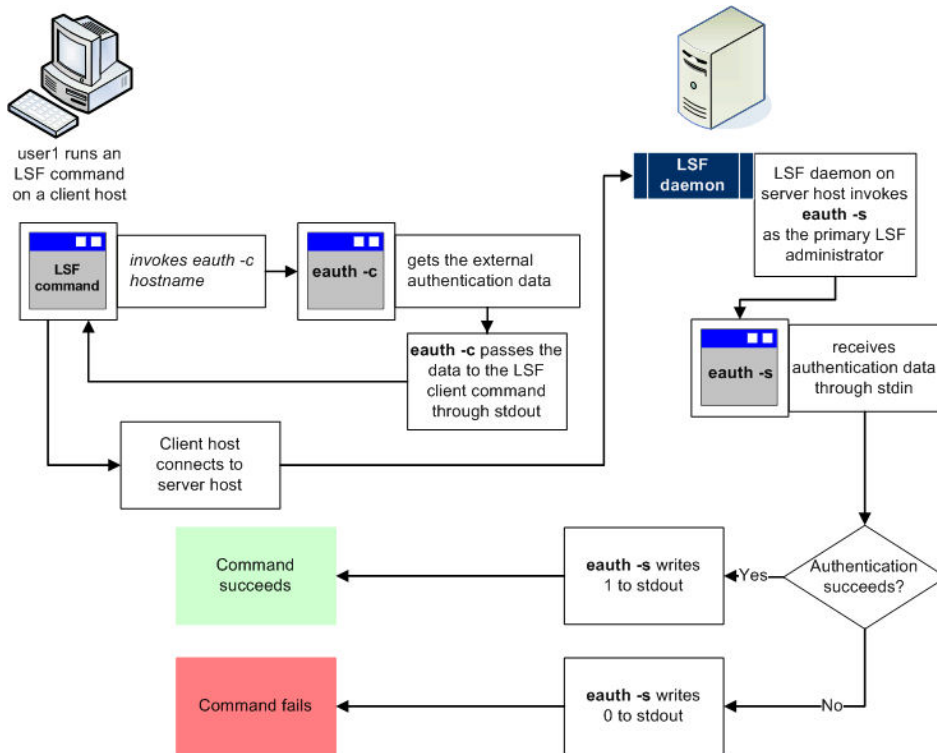 user1 runs an
LSF command
on a client host
LSF
command
invokes eauth -c
hostname
eauth -c
gets the external
authentication data
eauth -c passes the
data to the LSF
client command
through stdout
Client host
connects to
server host
LSF
daemon
LSF daemon on
server host invokes
eauth -s
as the primary LSF
administrator
eauth -s
receives
authentication data
through stdin
Authentication
succeeds?
Yes
eauth -s writes
1 to stdout
Command
succeeds
No
eauth -s writes
0 to stdout
Command fails